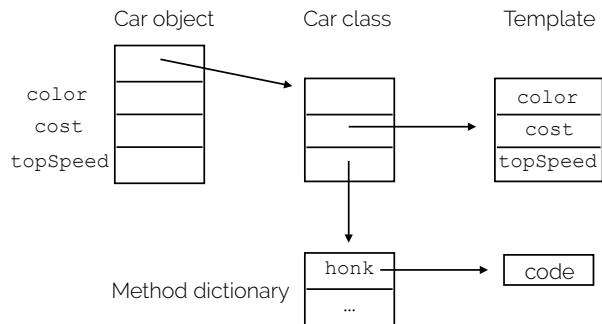 Car object
Car class
Template
color
cost
topSpeed
color
cost
topSpeed
Method dictionary
honk
...
code